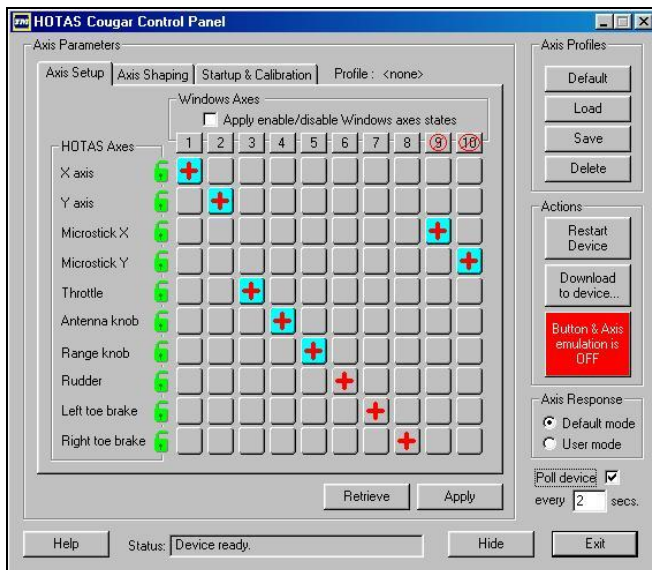 HOTAS Cougar Control Panel
Axis Parameters
Axis Setup Axis Shaping Startup & Calibration Profile : <none>
Windows Axes
Apply enable/disable Windows axes states
HOTAS Axes 1 2 3 4 5 6 7 8 9 10
X axis
Y axis
Microstick X
Microstick Y
Throttle
Antenna knob
Range knob
Rudder
Left toe brake
Right toe brake
Retrieve Apply
Axis Profiles
Default
Load
Save
Delete
Actions
Restart
Device
Download
to device...
Button & Axis
emulation is
OFF
Axis Response
Default mode
User mode
Poll device
every 2 secs.
Help Status: Device ready. Hide Exit